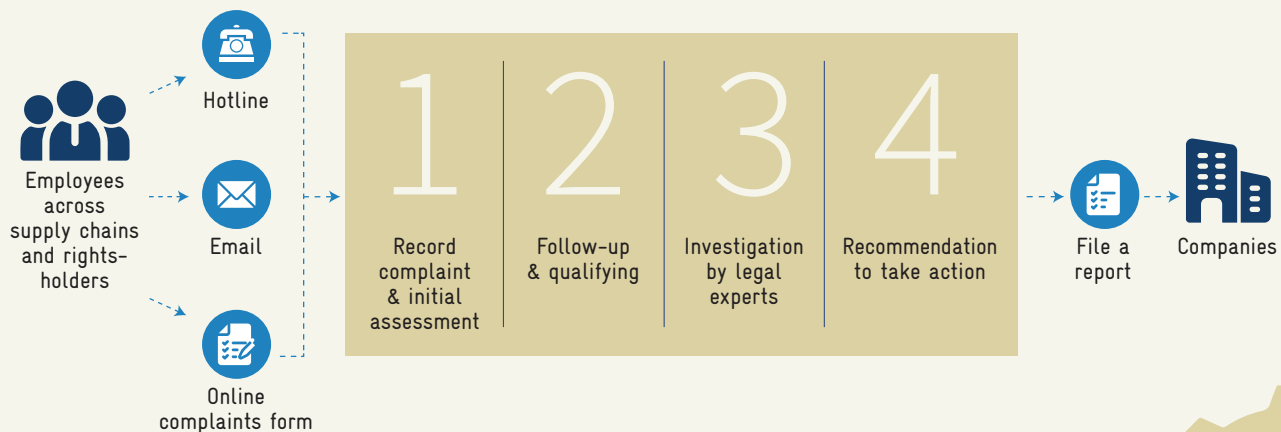 Employees
across
supply chains
and rights-
holders
Hotline
Email
Online
complaints form
1
Record
complaint
& initial
assessment
2
Follow-up
& qualifying
3
Investigation
by legal
experts
4
Recommendation
to take action
File a
report
Companies